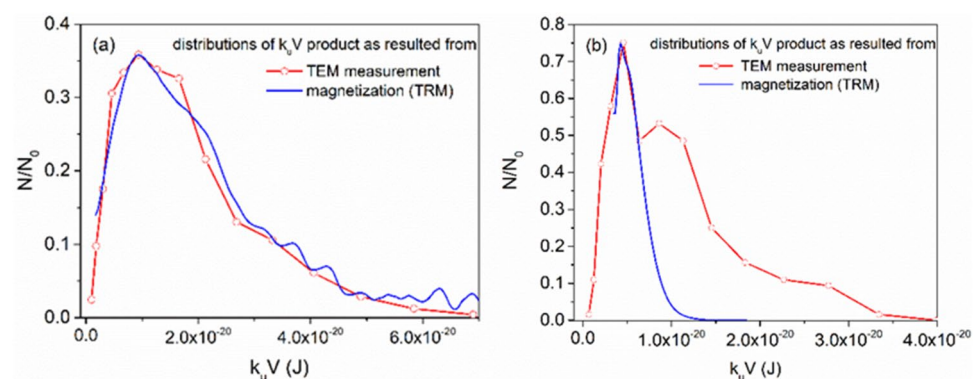 (a)
distributions of kuV product as resulted from
TEM measurement
magnetization (TRM)
N/N0
0.4
0.3
0.2
0.1
0.0
0.0
2.0x10-20
4.0x10-20
6.0x10-20
kuV (J)
(b)
distributions of kuV product as resulted from
TEM measurement
magnetization (TRM)
N/N0
0.8
0.7
0.6
0.5
0.4
0.3
0.2
0.1
0.0
0.0
1.0x10-20
2.0x10-20
3.0x10-20
4.0x10-20
kuV (J)